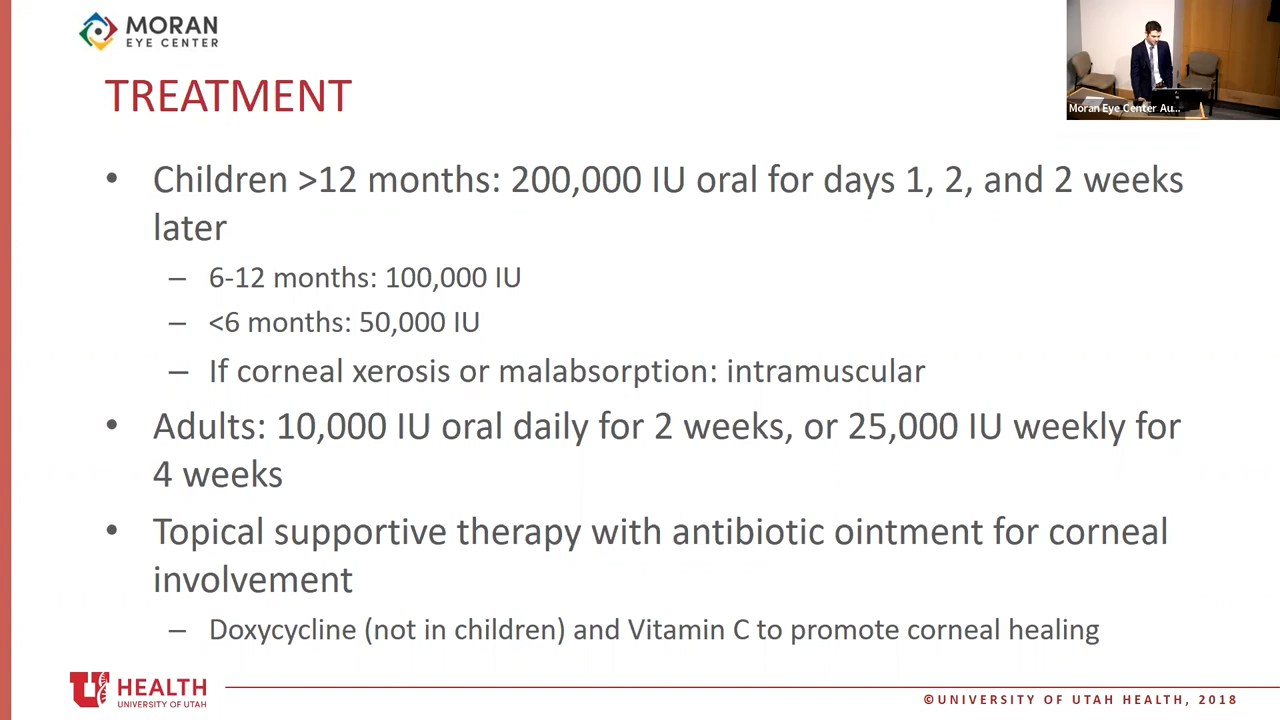 MORAN
EYE CENTER
Moran Eye Center Au...
TREATMENT
• Children >12 months: 200,000 IU oral for days 1, 2, and 2 weeks
later
– 6-12 months: 100,000 IU
– <6 months: 50,000 IU
– If corneal xerosis or malabsorption: intramuscular
• Adults: 10,000 IU oral daily for 2 weeks, or 25,000 IU weekly for
4 weeks
• Topical supportive therapy with antibiotic ointment for corneal
involvement
– Doxycycline (not in children) and Vitamin C to promote corneal healing
U HEALTH
UNIVERSITY OF UTAH
©UNIVERSITY OF UTAH HEALTH, 2018